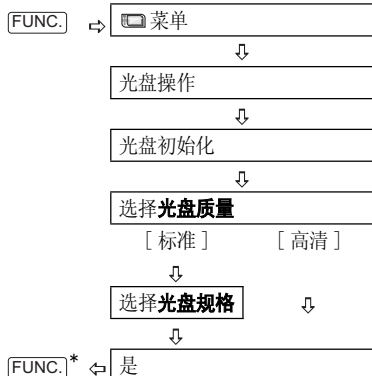 FUNC. ⇨ 菜单
⇩
光盘操作
⇩
光盘初始化
⇩
选择光盘质量
[ 标准 ] [ 高清 ]
⇩
选择光盘规格 ⇩
⇩
FUNC.* ⇦ 是